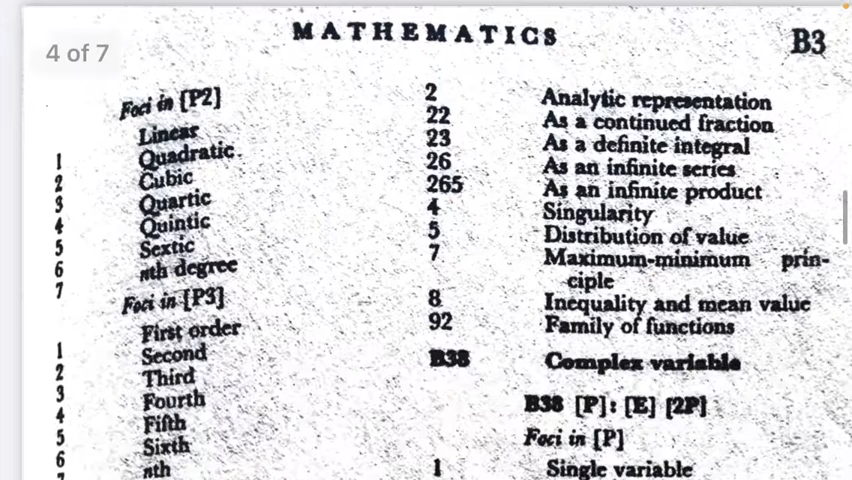 4 of 7
MATHEMATICS B3
Foci in [P2]
1 Linear
2 Quadratic
3 Cubic
4 Quartic
5 Quintic
6 Sextic
7 nth degree
Foci in [P3]
1 First order
2 Second
3 Third
4 Fourth
5 Fifth
6 Sixth
nth
2 Analytic representation
22 As a continued fraction
23 As a definite integral
26 As an infinite series
265 As an infinite product
4 Singularity
5 Distribution of value
7 Maximum-minimum prin-
ciple
8 Inequality and mean value
92 Family of functions
B38 Complex variable
B38 [P]: [E] [2P]
Foci in [P]
1 Single variable